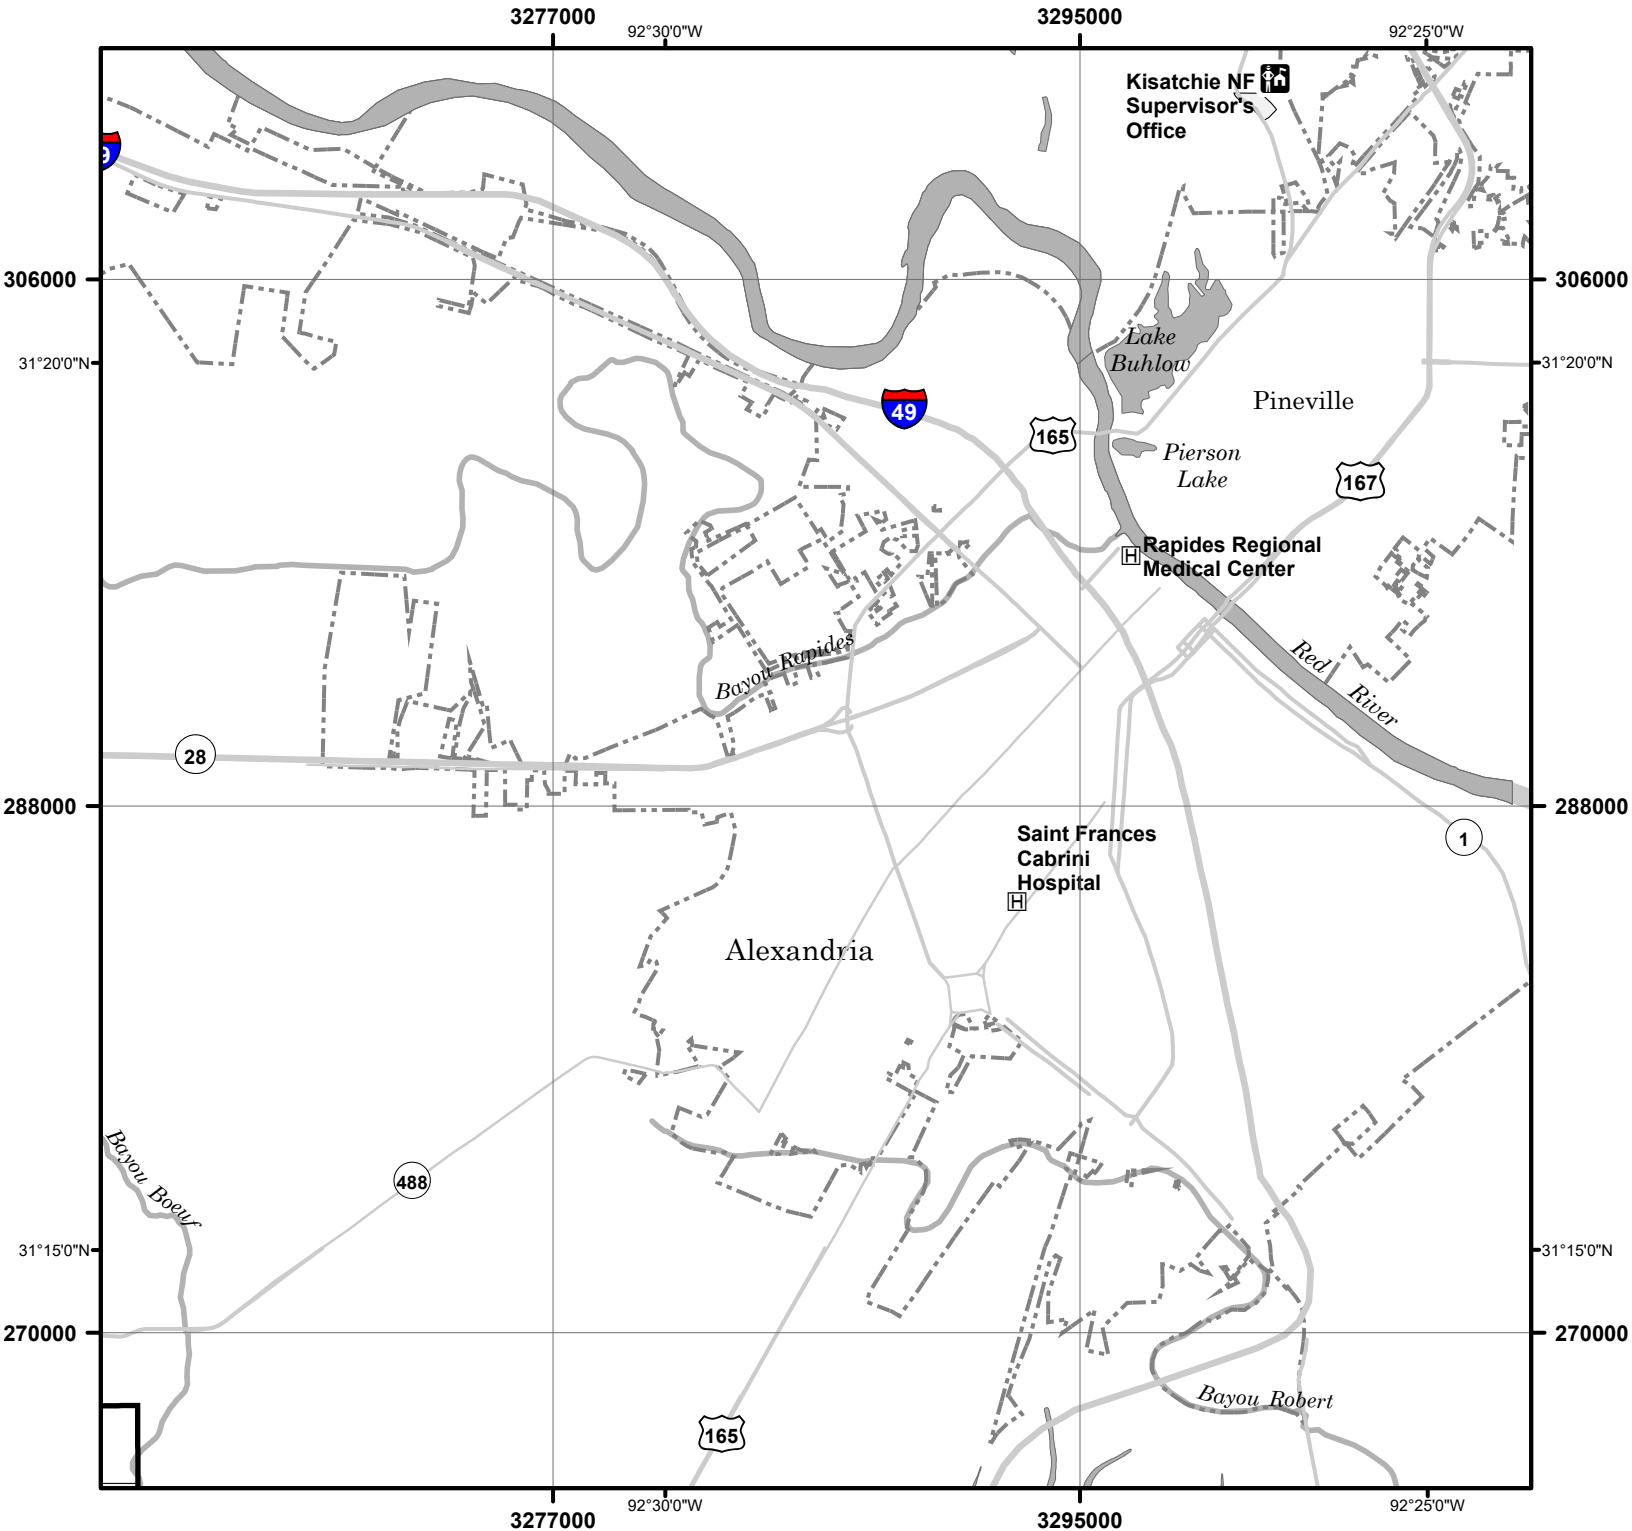 3277000
3295000
92°30'0"W
92°25'0"W
Kisatchie NF
Supervisor's
Office
9
306000
306000
31°20'0"N
31°20'0"N
Lake
Buhlow
Pineville
49
165
Pierson
Lake
167
Rapides Regional
Medical Center
Bayou Rapides
Red
River
28
288000
288000
1
Saint Frances
Cabrini
Hospital
H
H
Alexandria
Bayou Boeuf
488
31°15'0"N
31°15'0"N
270000
270000
Bayou Robert
165
92°30'0"W
92°25'0"W
3277000
3295000